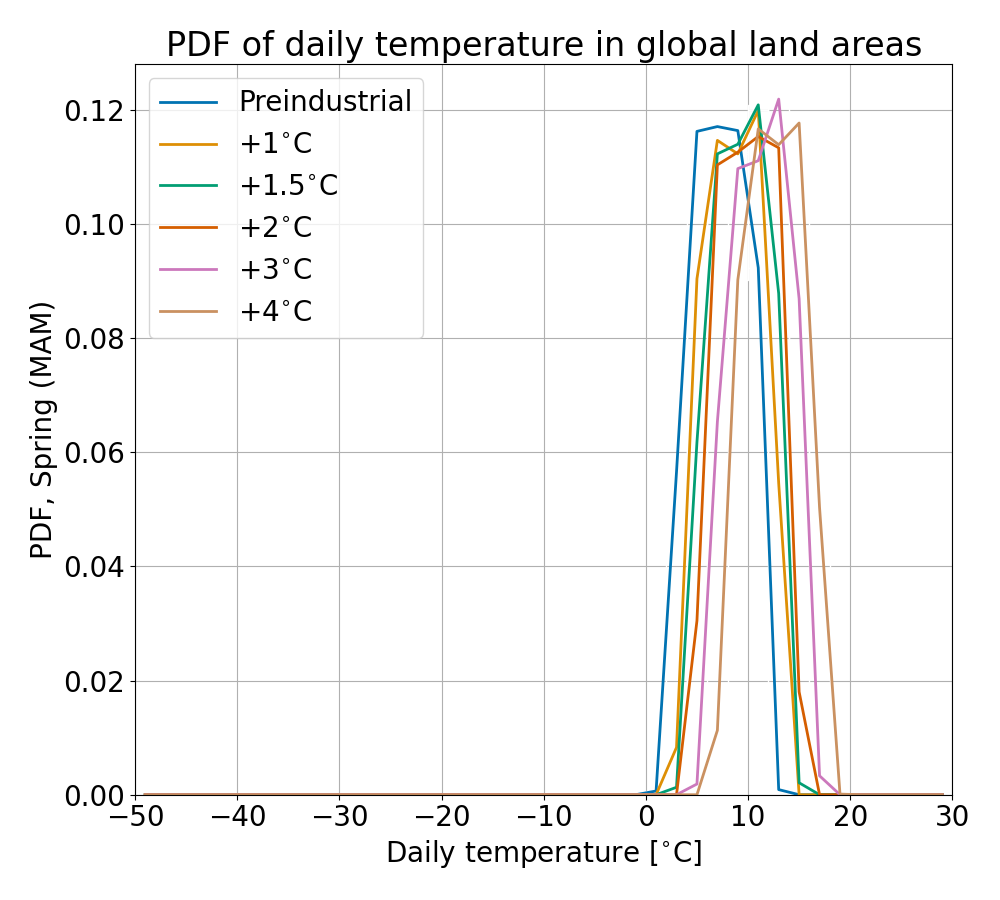 PDF of daily temperature in global land areas
Preindustrial
+1°C
+1.5°C
+2°C
+3°C
+4°C
PDF, Spring (MAM)
0.12
0.10
0.08
0.06
0.04
0.02
0.00
−50 −40 −30 −20 −10 0 10 20 30
Daily temperature [°C]